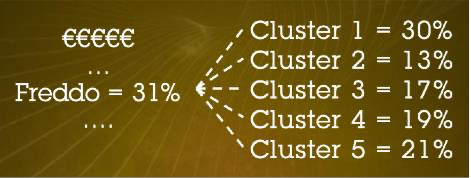 €€€€€
...
Freddo = 31%
....
Cluster 1 = 30%
Cluster 2 = 13%
Cluster 3 = 17%
Cluster 4 = 19%
Cluster 5 = 21%